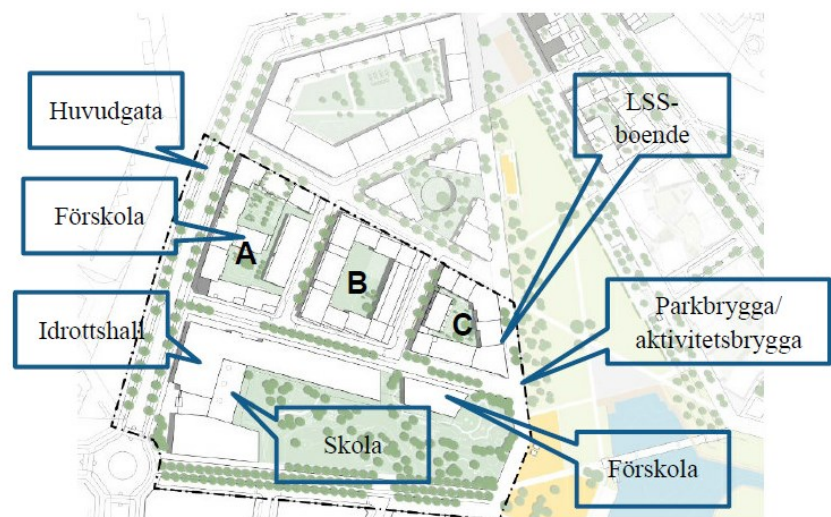 Huvudgata
LSS-
boende
Förskola
A
B
C
Idrottshall
Parkbrygga/
aktivitetsbrygga
Skola
Förskola